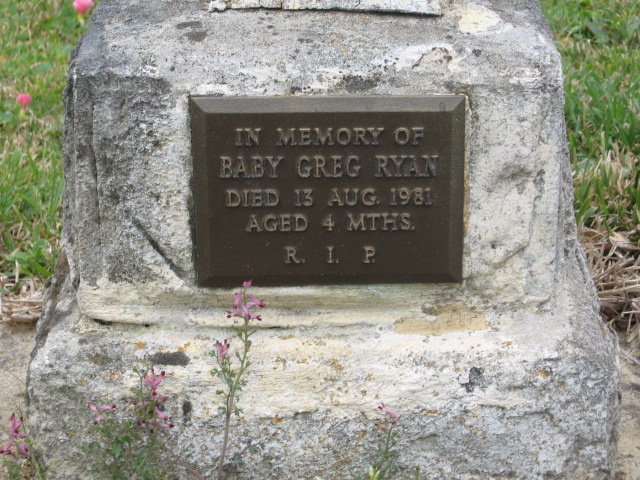 IN MEMORY OF
BABY GREG RYAN
DIED 13 AUG. 1981
AGED 4 MTHS.
R. I. P.